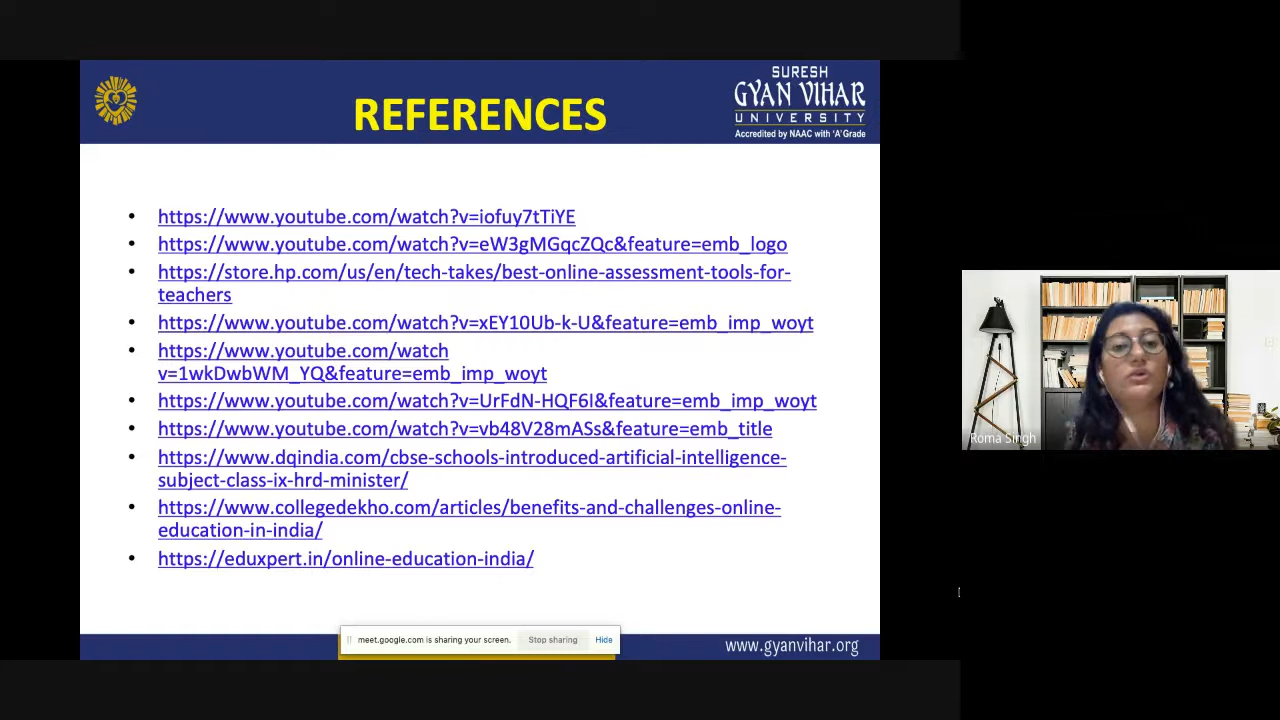 SURESH
GYAN VIHAR
UNIVERSITY
Accredited by NAAC with 'A' Grade
REFERENCES
• https://www.youtube.com/watch?v=iofuy7tTiYE
• https://www.youtube.com/watch?v=eW3gMGqcZQc&feature=emb_logo
• https://store.hp.com/us/en/tech-takes/best-online-assessment-tools-for-
teachers
• https://www.youtube.com/watch?v=xEY10Ub-k-U&feature=emb_imp_woyt
• https://www.youtube.com/watch
v=1wkDwbWM_YQ&feature=emb_imp_woyt
• https://www.youtube.com/watch?v=UrFdN-HQF6I&feature=emb_imp_woyt
• https://www.youtube.com/watch?v=vb48V28mASs&feature=emb_title
• https://www.dqindia.com/cbse-schools-introduced-artificial-intelligence-
subject-class-ix-hrd-minister/
• https://www.collegedekho.com/articles/benefits-and-challenges-online-
education-in-india/
• https://eduxpert.in/online-education-india/
meet.google.com is sharing your screen. Stop sharing Hide
www.gyanvihar.org
Roma Singh